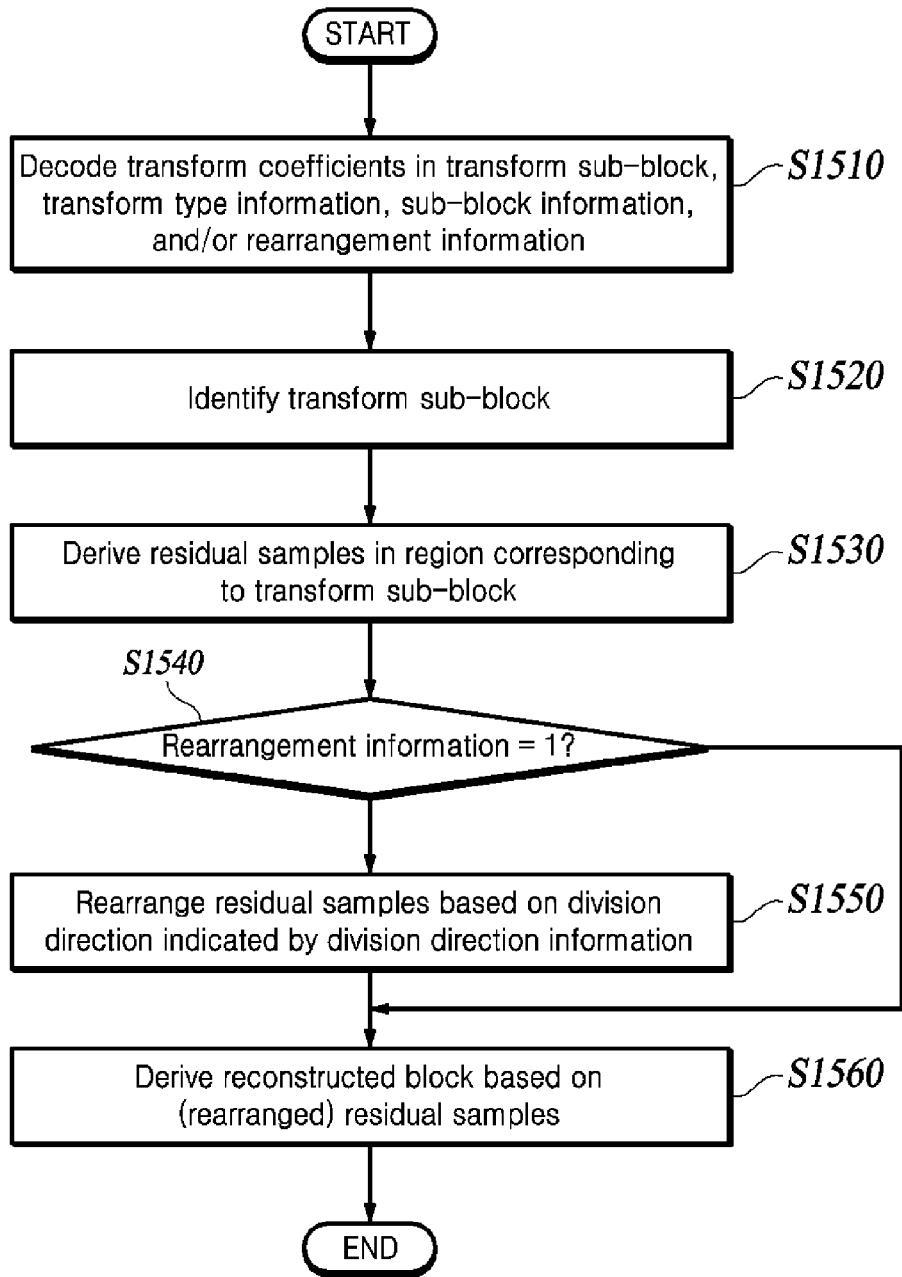 START
Decode transform coefficients in transform sub-block,
transform type information, sub-block information,
and/or rearrangement information
S1510
Identify transform sub-block
S1520
Derive residual samples in region corresponding
to transform sub-block
S1530
S1540
Rearrangement information = 1?
Rearrange residual samples based on division
direction indicated by division direction information
S1550
Derive reconstructed block based on
(rearranged) residual samples
S1560
END